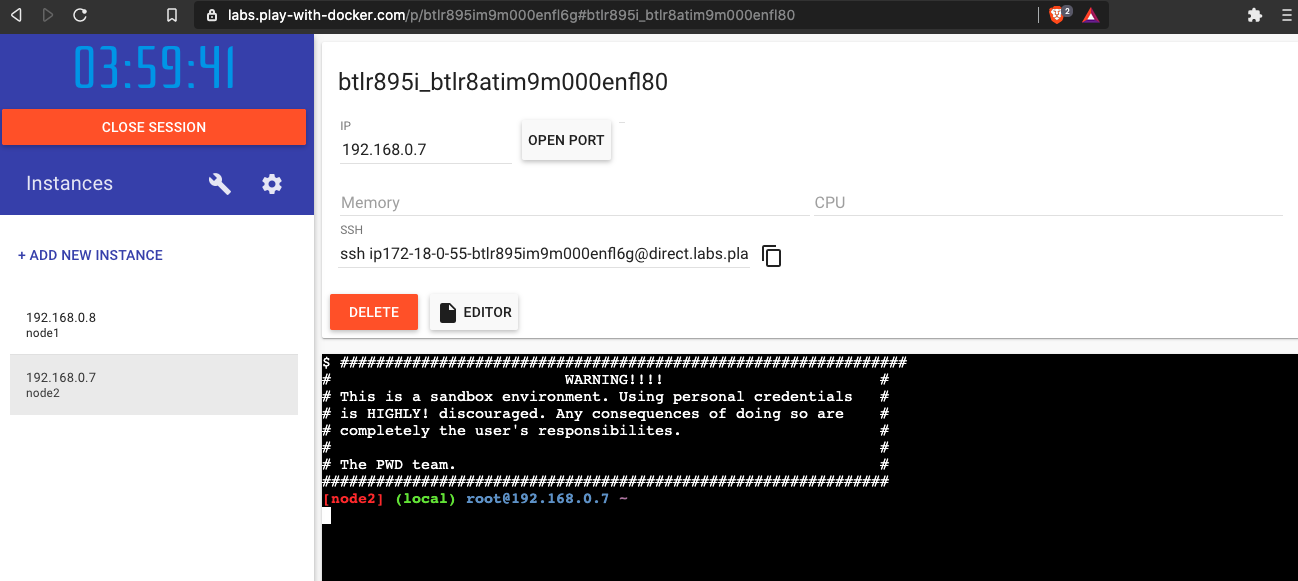 labs.play-with-docker.com/p/btlr895im9m000enfl6g#btlr895i_btlr8atim9m000enfl80
2
03:59:41
CLOSE SESSION
Instances
+ ADD NEW INSTANCE
192.168.0.8
node1
192.168.0.7
node2
btlr895i_btlr8atim9m000enfl80
IP
192.168.0.7
OPEN PORT
Memory
CPU
SSH
ssh ip172-18-0-55-btlr895im9m000enfl6g@direct.labs.pla
DELETE
EDITOR
$ ###############################################################
#                          WARNING!!!!                        #
# This is a sandbox environment. Using personal credentials   #
# is HIGHLY! discouraged. Any consequences of doing so are    #
# completely the user's responsibilites.                      #
#                                                             #
# The PWD team.                                               #
###############################################################
[node2] (local) root@192.168.0.7 ~